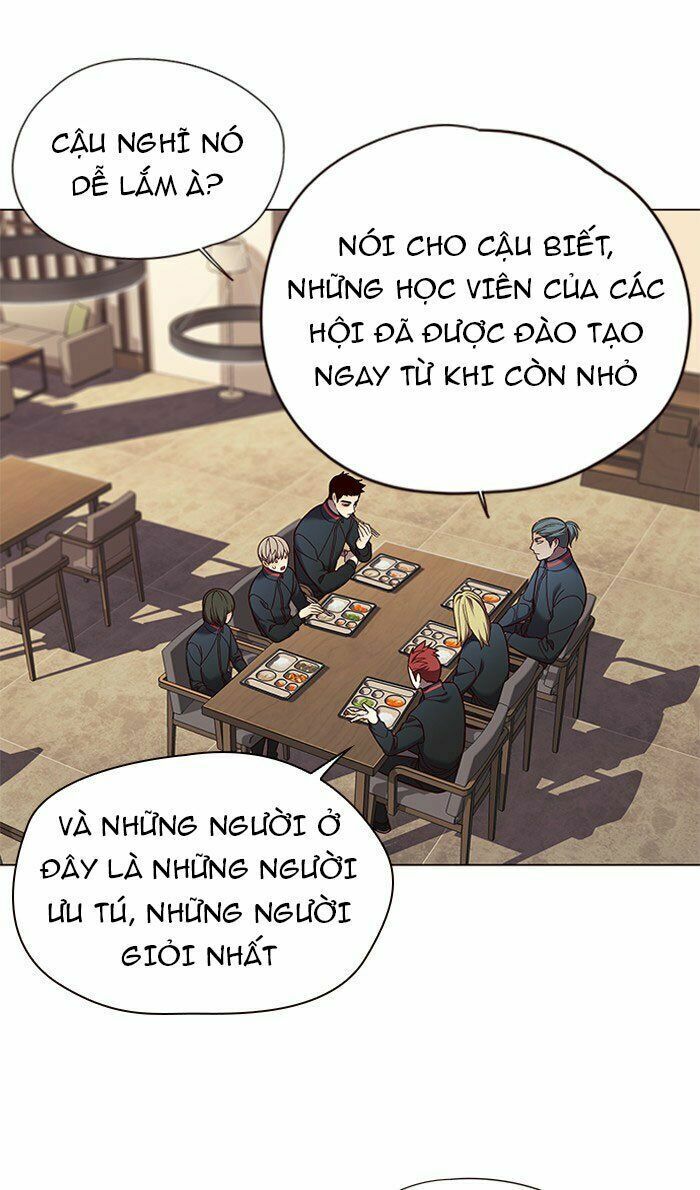 CẬU NGHĨ NÓ
DỄ LẮM À?
NÓI CHO CẬU BIẾT,
NHỮNG HỌC VIÊN CỦA CÁC
HỘI ĐÃ ĐƯỢC ĐÀO TẠO
NGAY TỪ KHI CÒN NHỎ
VÀ NHỮNG NGƯỜI Ở
ĐÂY LÀ NHỮNG NGƯỜI
ƯU TÚ, NHỮNG NGƯỜI
GIỎI NHẤT